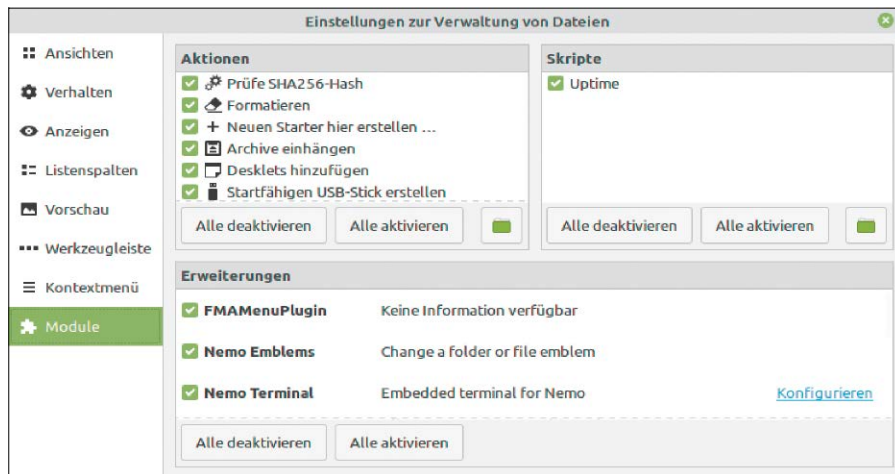 Einstellungen zur Verwaltung von Dateien
Ansichten
Verhalten
Anzeigen
Listenspalten
Vorschau
Werkzeugleiste
Kontextmenü
Module
Aktionen
Prüfe SHA256-Hash
Formatieren
Neuen Starter hier erstellen ...
Archive einhängen
Desklets hinzufügen
Startfähigen USB-Stick erstellen
Alle deaktivieren Alle aktivieren
Skripte
Uptime
Alle deaktivieren Alle aktivieren
Erweiterungen
FMAMenuPlugin Keine Information verfügbar
Nemo Emblems Change a folder or file emblem
Nemo Terminal Embedded terminal for Nemo Konfigurieren
Alle deaktivieren Alle aktivieren